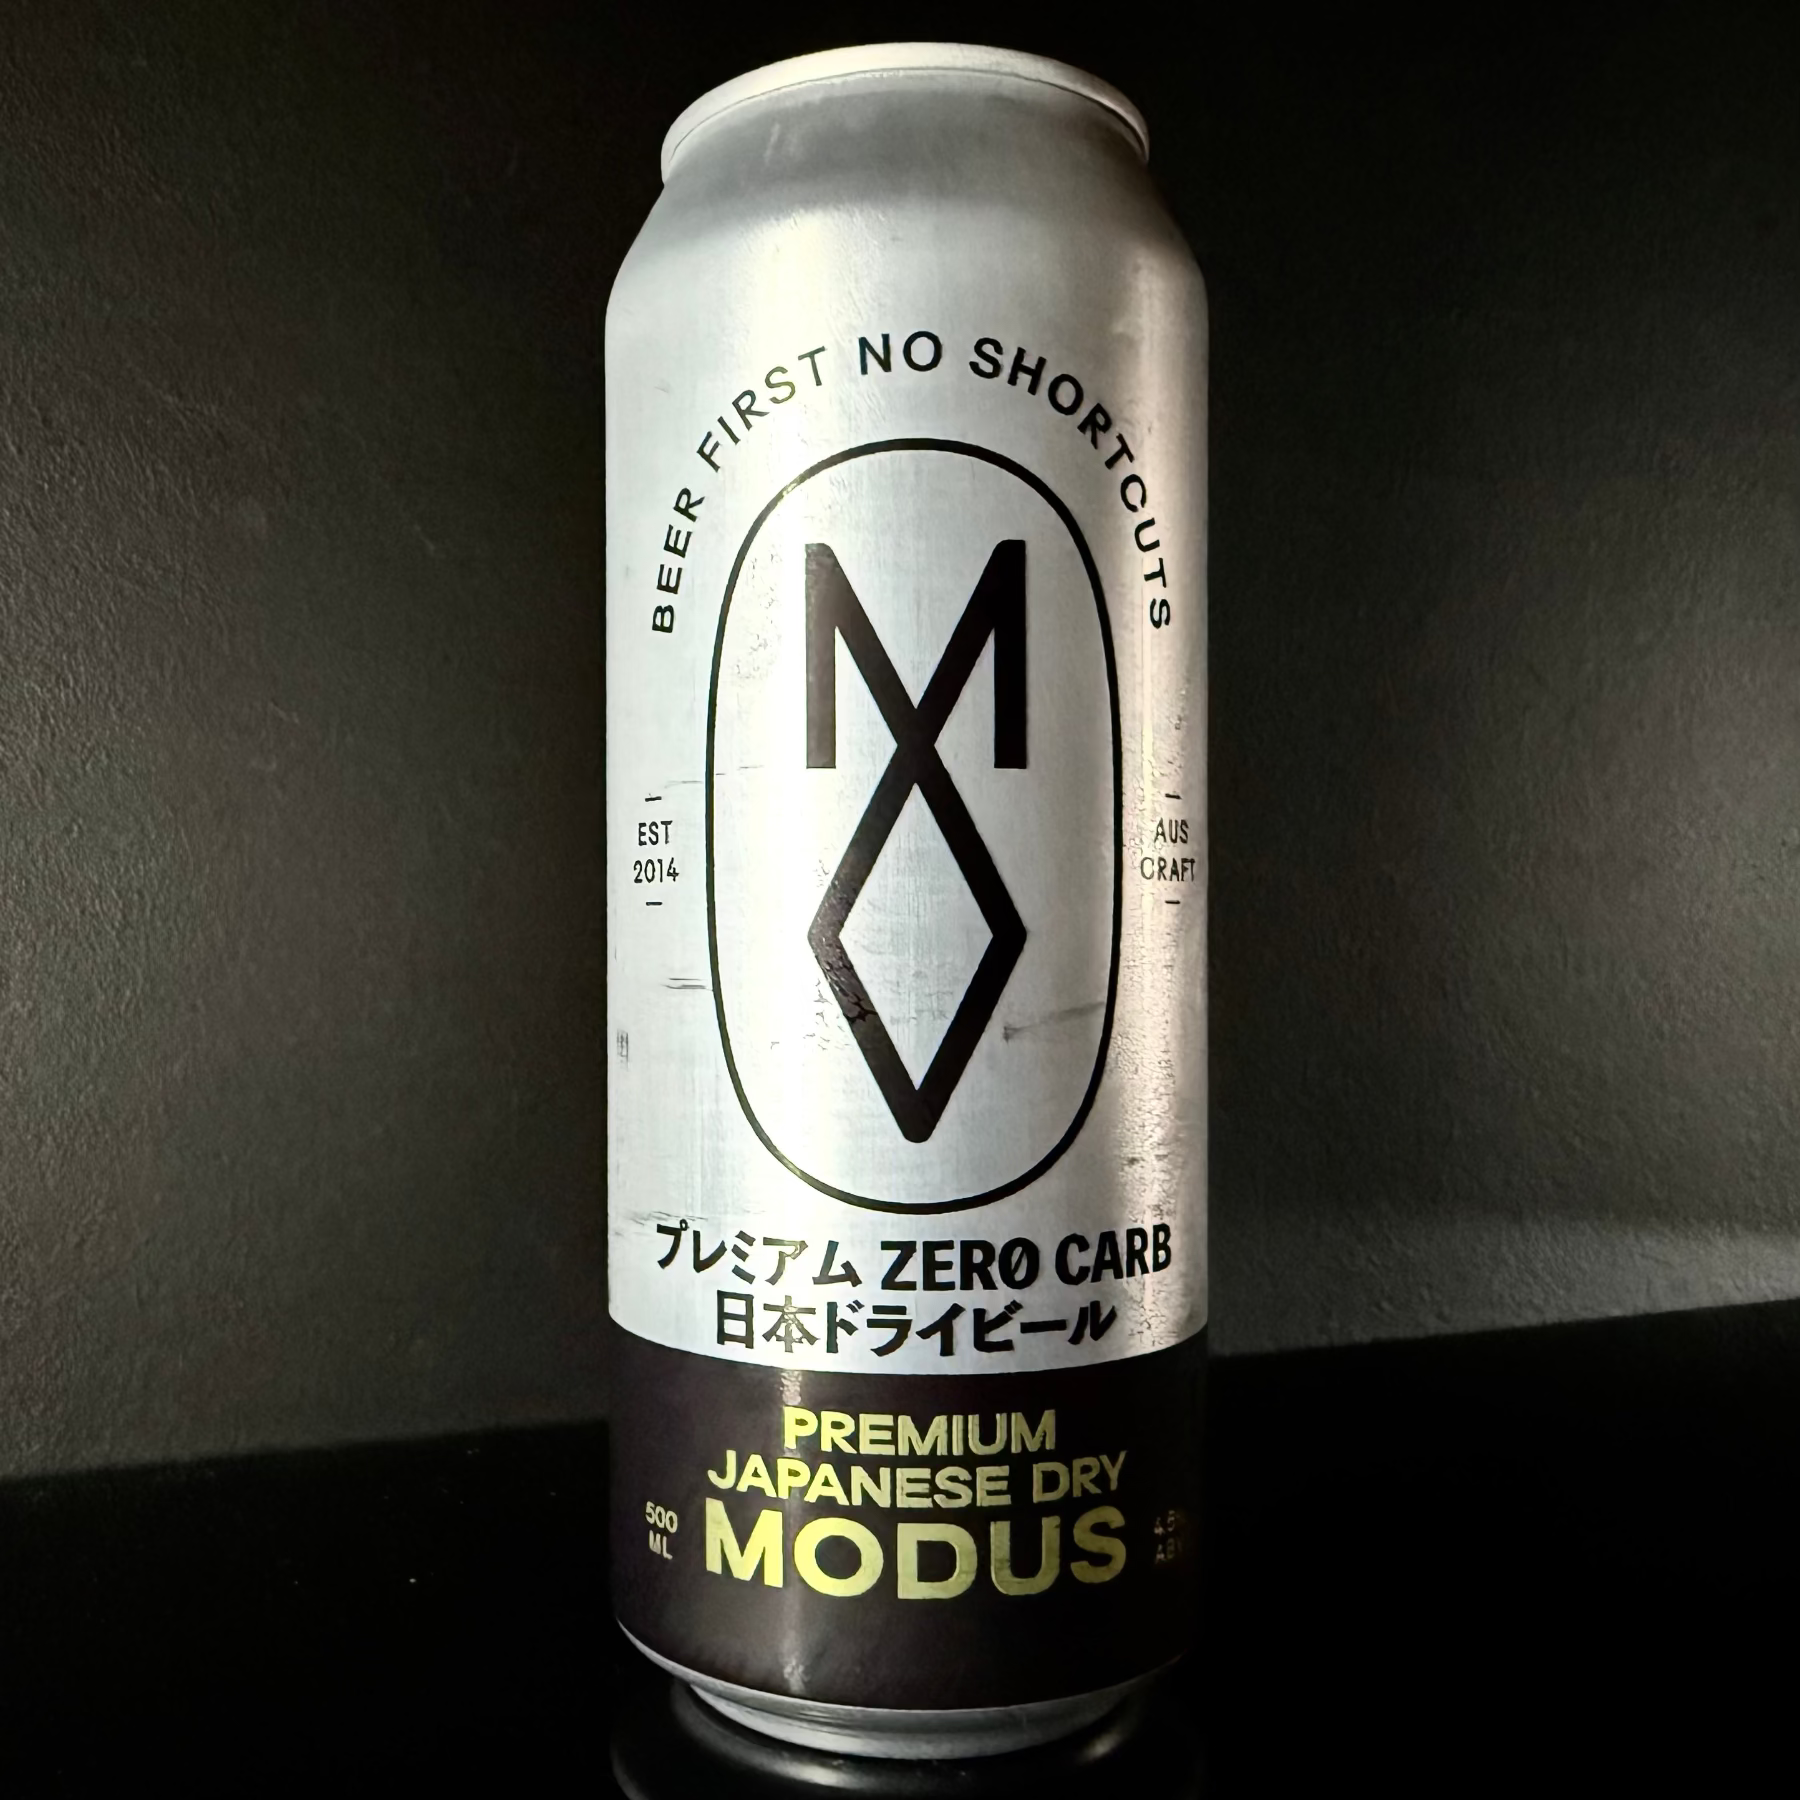 BEER FIRST NO SHORTCUTS
EST
2014
AUS
CRAFT
プレミアム ZERØ CARB
日本ドライビール
PREMIUM
JAPANESE DRY
MODUS
500
ML
ABV